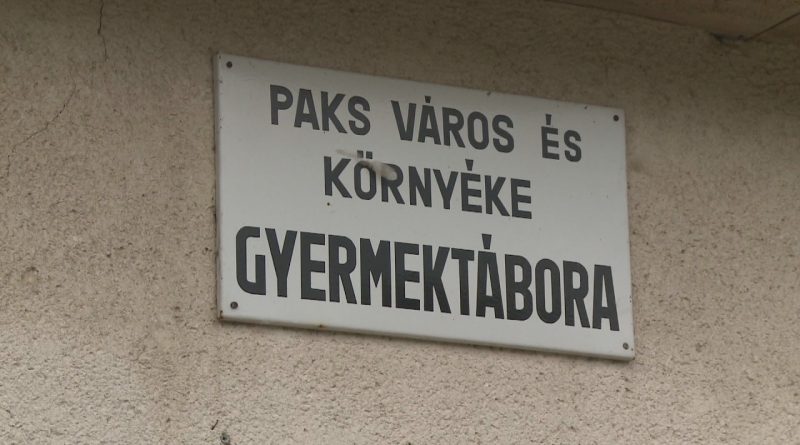 PAKS VÁROS ÉS
KÖRNYÉKE
GYERMEKTÁBORA